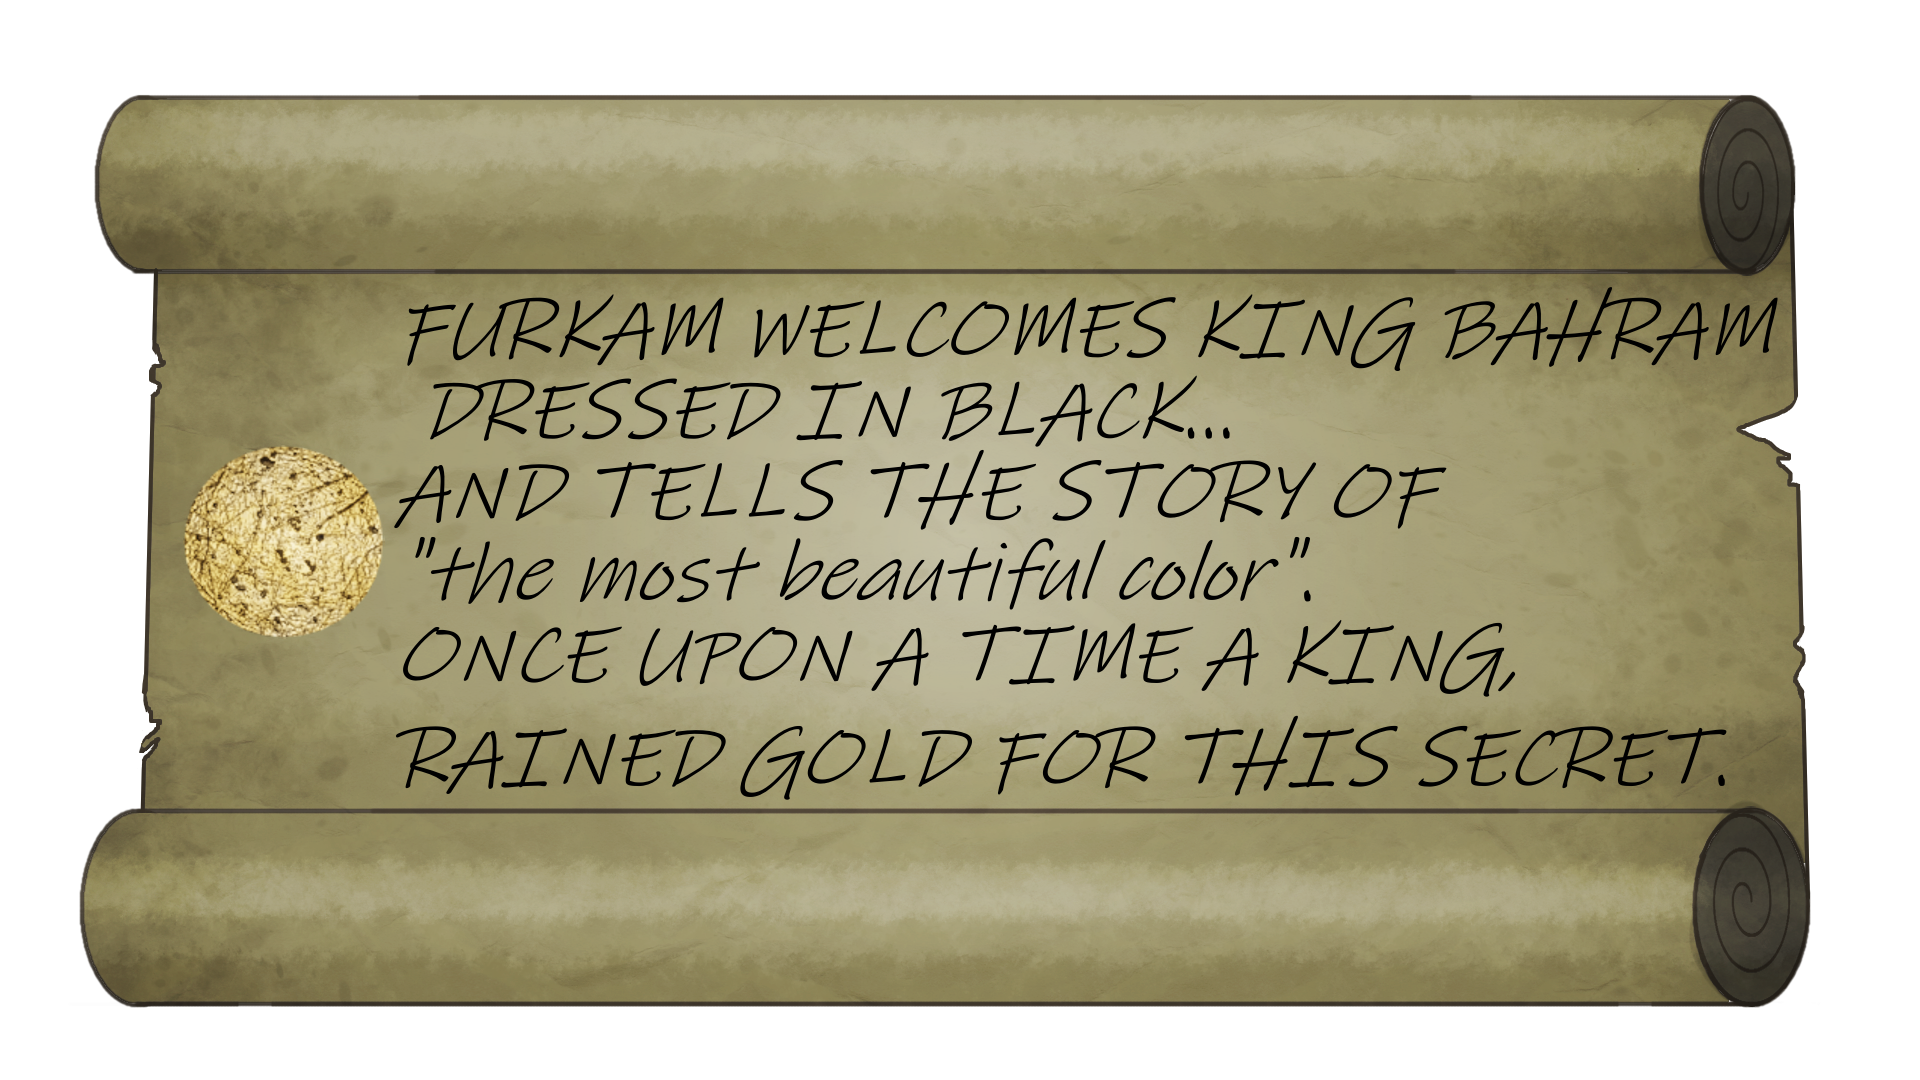 FURKAM WELCOMES KING BAHRAM
DRESSED IN BLACK...
AND TELLS THE STORY OF
"the most beautiful color".
ONCE UPON A TIME A KING,
RAINED GOLD FOR THIS SECRET.